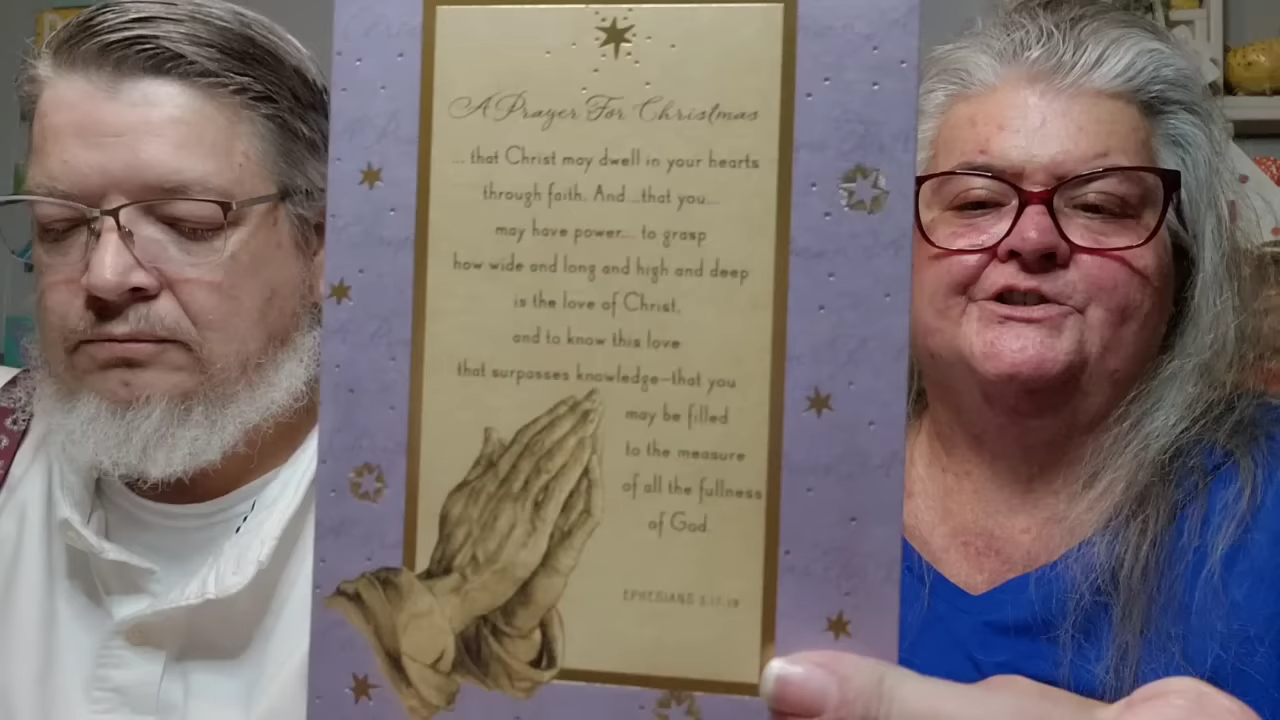 A Prayer For Christmas
... that Christ may dwell in your hearts
through faith. And ...that you...
may have power... to grasp
how wide and long and high and deep
is the love of Christ,
and to know this love
that surpasses knowledge—that you
may be filled
to the measure
of all the fullness
of God.
EPHESIANS 3:17-19